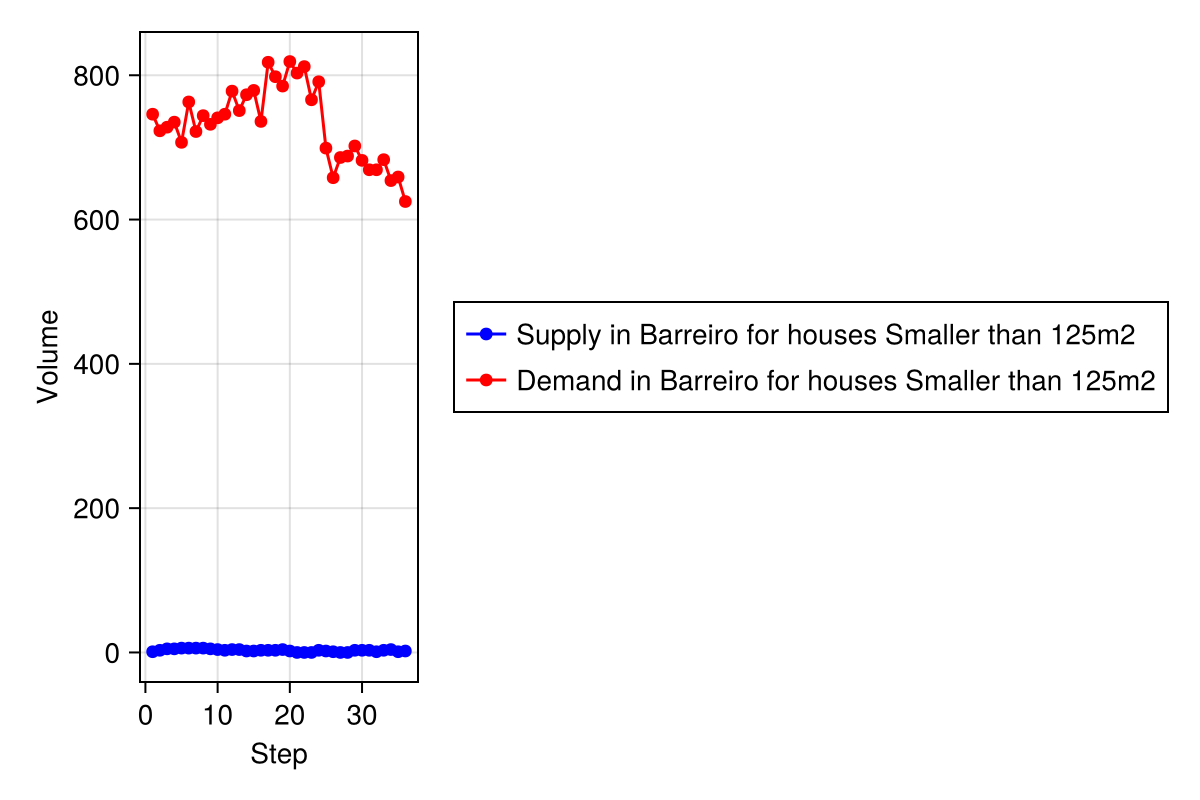 800
600
400
200
0
Volume
0 10 20 30
Step
Supply in Barreiro for houses Smaller than 125m2
Demand in Barreiro for houses Smaller than 125m2